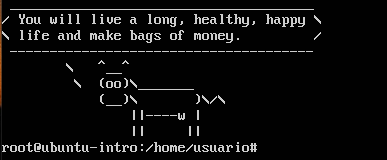 / You will live a long, healthy, happy \
\ life and make bags of money. /
\ ^__^
\ (oo)\_______
(__)\ )\/\
||----w |
|| ||
root@ubuntu-intro:/home/usuario#